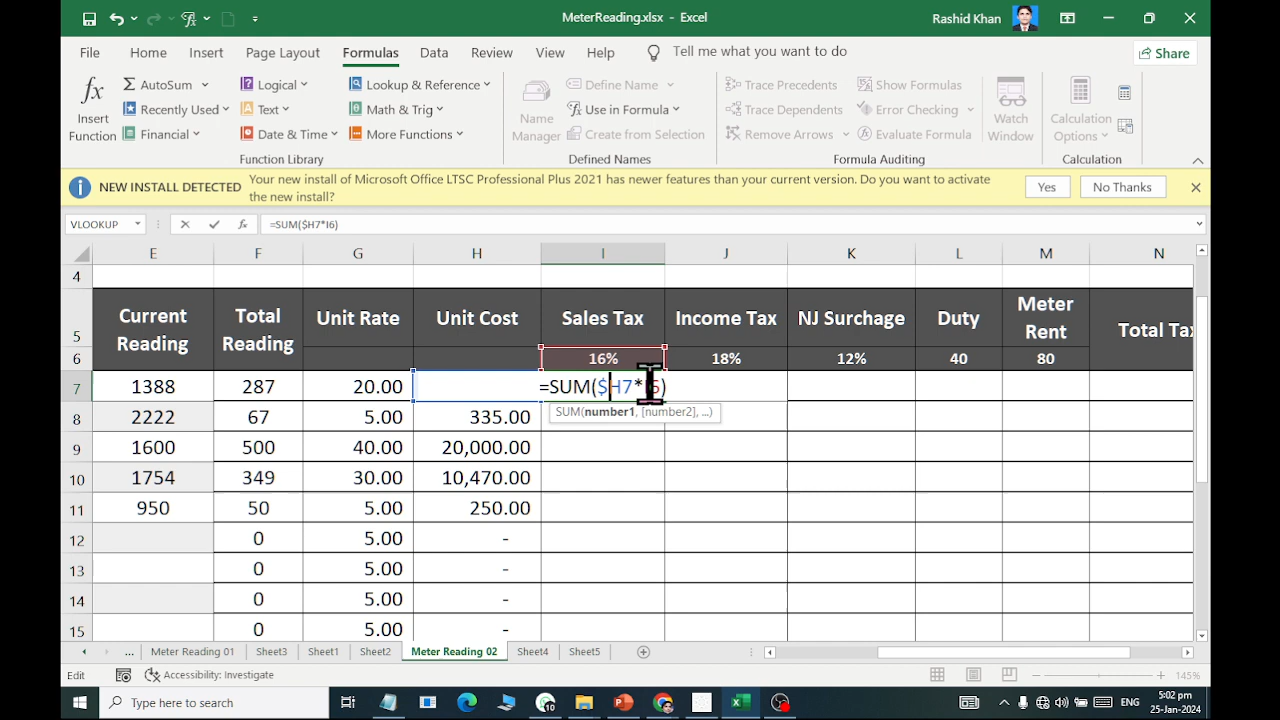 MeterReading.xlsx - Excel
Rashid Khan
File Home Insert Page Layout Formulas Data Review View Help Tell me what you want to do Share
AutoSum Logical Lookup & Reference Define Name Trace Precedents Show Formulas
Recently Used Text Math & Trig Use in Formula Trace Dependents Error Checking
Financial Date & Time More Functions Create from Selection Remove Arrows Evaluate Formula
Insert Function
Name Manager
Watch Window
Calculation Options
Function Library Defined Names Formula Auditing Calculation
NEW INSTALL DETECTED Your new install of Microsoft Office LTSC Professional Plus 2021 has newer features than your current version. Do you want to activate
the new install?
Yes No Thanks
VLOOKUP fx =SUM($H7*I6)
E F G H I J K L M N
4
5 Current Reading Total Reading Unit Rate Unit Cost Sales Tax Income Tax NJ Surchage Duty Meter Rent Total Tax
6 16% 18% 12% 40 80
7 1388 287 20.00 =SUM($H7*I6)
SUM(number1, [number2], ...)
8 2222 67 5.00 335.00
9 1600 500 40.00 20,000.00
10 1754 349 30.00 10,470.00
11 950 50 5.00 250.00
12 0 5.00 -
13 0 5.00 -
14 0 5.00 -
15 0 5.00 -
... Meter Reading 01 Sheet3 Sheet1 Sheet2 Meter Reading 02 Sheet4 Sheet5
Edit Accessibility: Investigate 145%
Type here to search
10
ENG
5:02 pm
25-Jan-2024